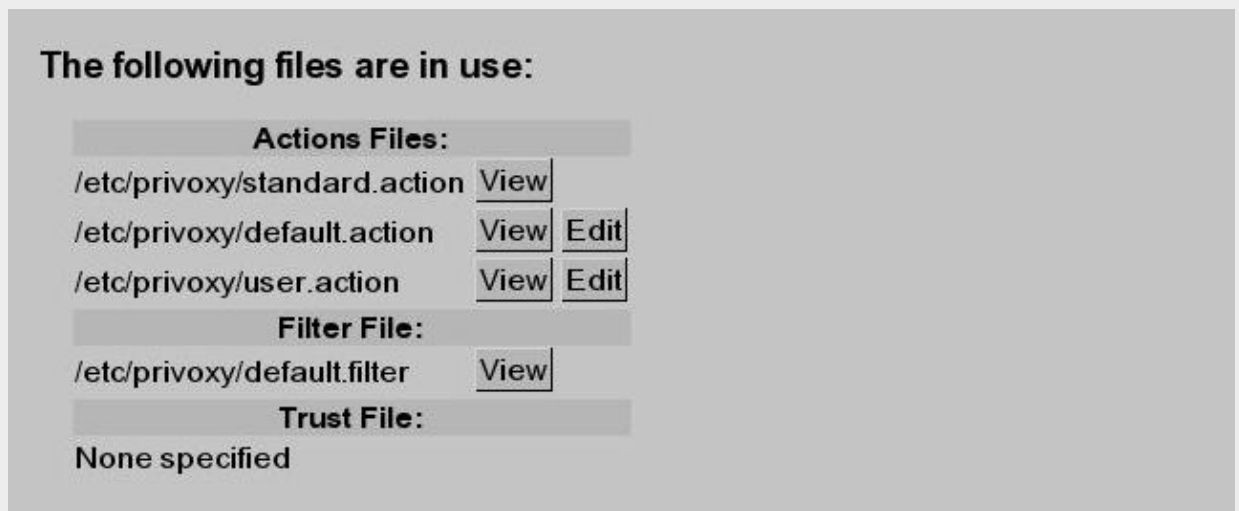 The following files are in use:
Actions Files:
/etc/privoxy/standard.action View
/etc/privoxy/default.action View Edit
/etc/privoxy/user.action View Edit
Filter File:
/etc/privoxy/default.filter View
Trust File:
None specified